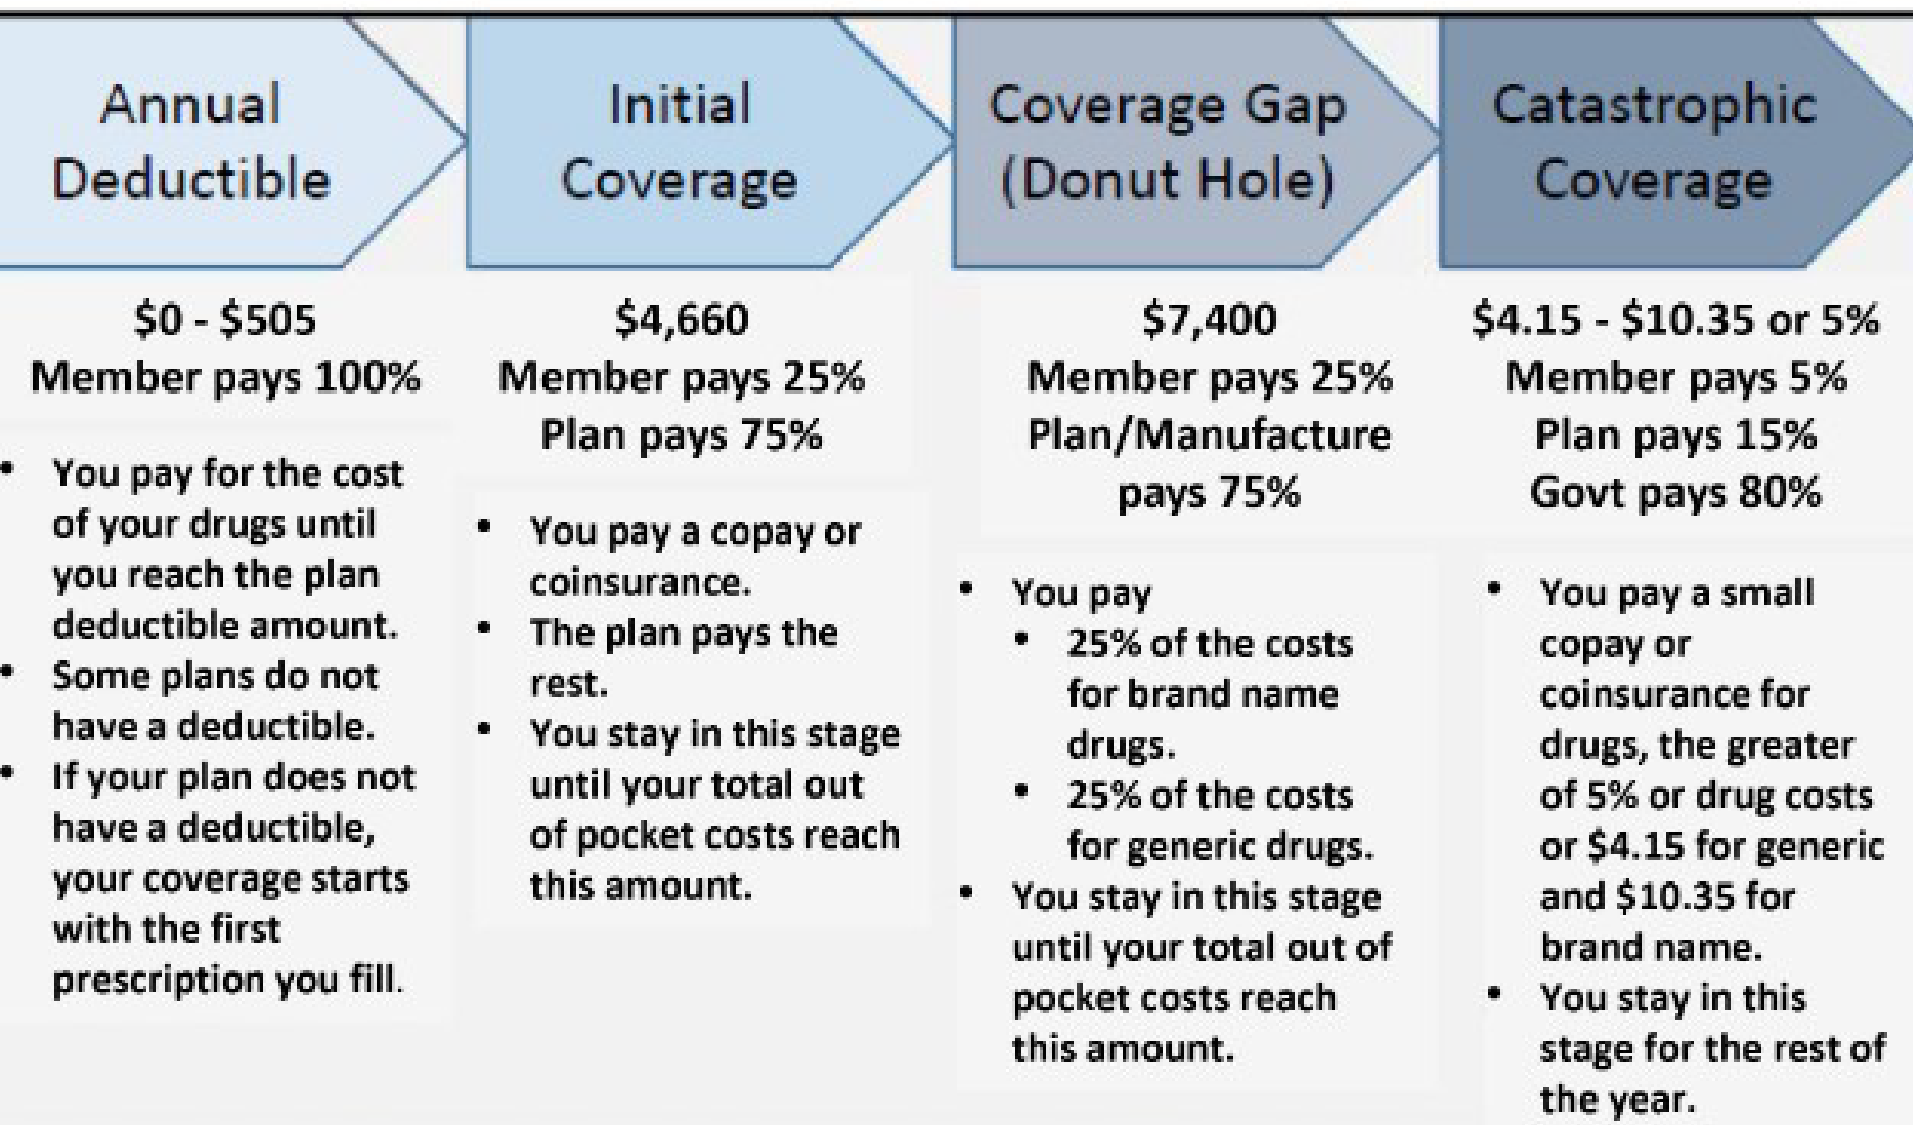 Annual
Deductible
$0 - $505
Member pays 100%
• You pay for the cost
of your drugs until
you reach the plan
deductible amount.
• Some plans do not
have a deductible.
• If your plan does not
have a deductible,
your coverage starts
with the first
prescription you fill.
Initial
Coverage
$4,660
Member pays 25%
Plan pays 75%
• You pay a copay or
coinsurance.
• The plan pays the
rest.
• You stay in this stage
until your total out
of pocket costs reach
this amount.
Coverage Gap
(Donut Hole)
$7,400
Member pays 25%
Plan/Manufacture
pays 75%
• You pay
• 25% of the costs
for brand name
drugs.
• 25% of the costs
for generic drugs.
• You stay in this stage
until your total out of
pocket costs reach
this amount.
Catastrophic
Coverage
$4.15 - $10.35 or 5%
Member pays 5%
Plan pays 15%
Govt pays 80%
• You pay a small
copay or
coinsurance for
drugs, the greater
of 5% or drug costs
or $4.15 for generic
and $10.35 for
brand name.
• You stay in this
stage for the rest of
the year.